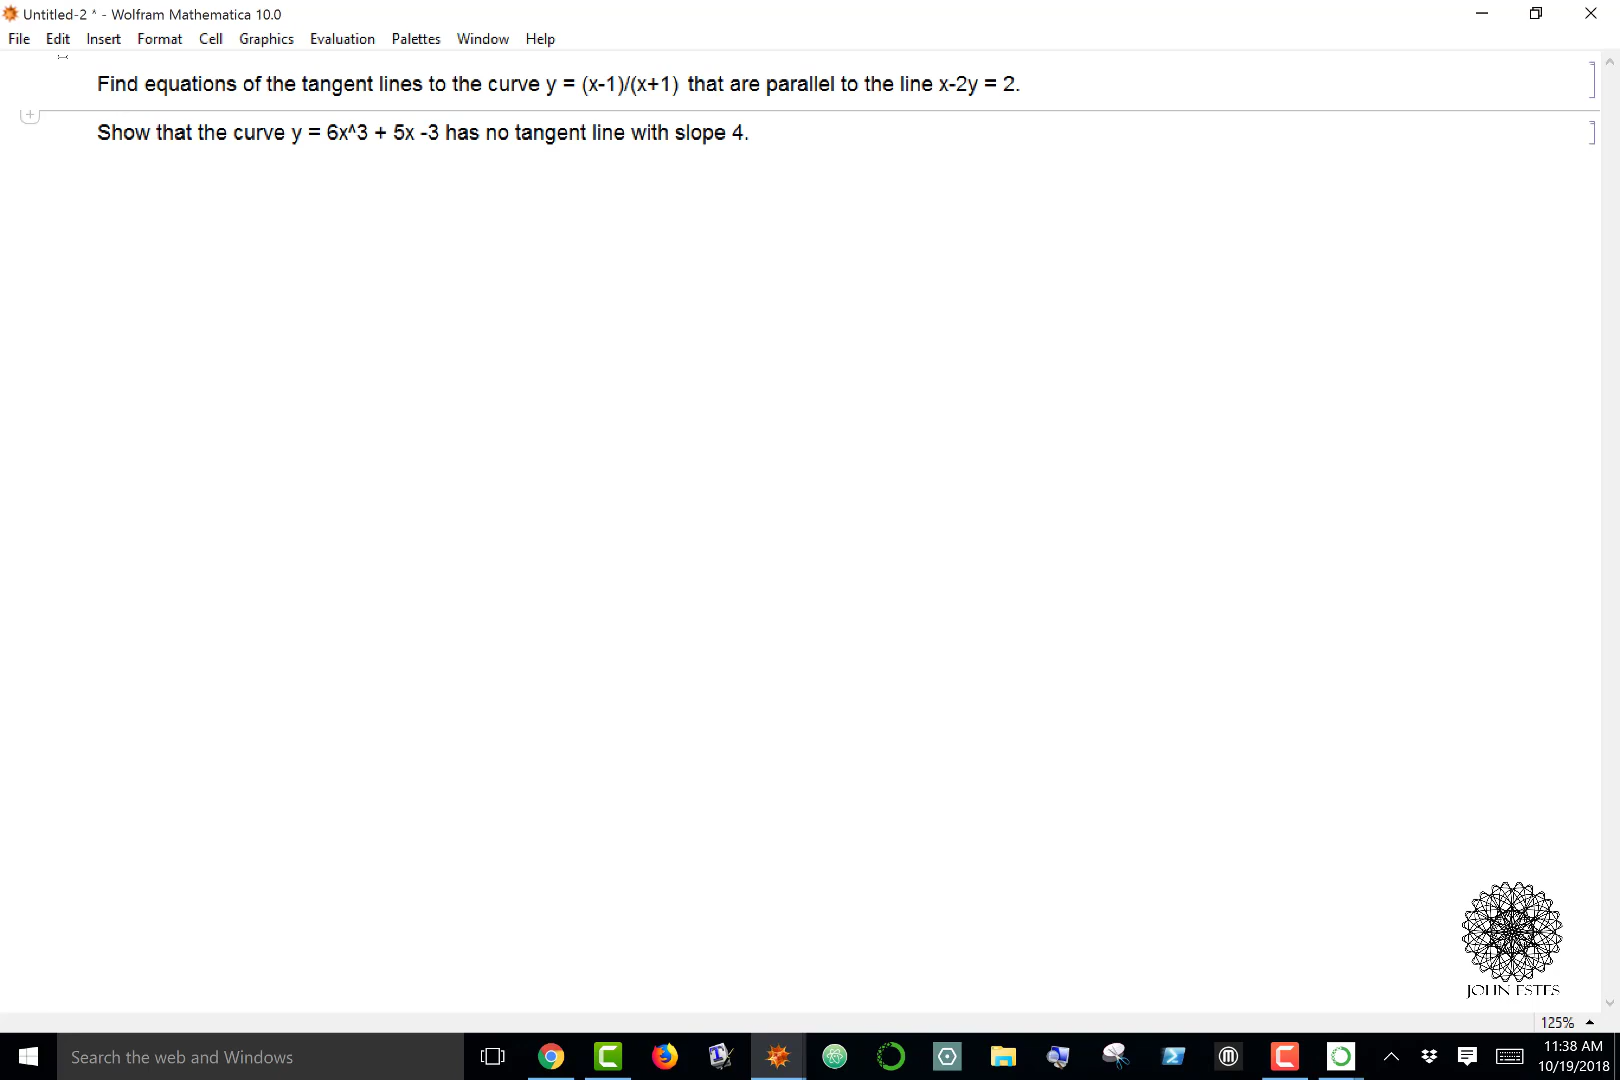 Untitled-2 * - Wolfram Mathematica 10.0
File Edit Insert Format Cell Graphics Evaluation Palettes Window Help
Find equations of the tangent lines to the curve y = (x-1)/(x+1) that are parallel to the line x-2y = 2.
Show that the curve y = 6x^3 + 5x -3 has no tangent line with slope 4.
JOHN ESTES
125%
Search the web and Windows
11:38 AM
10/19/2018